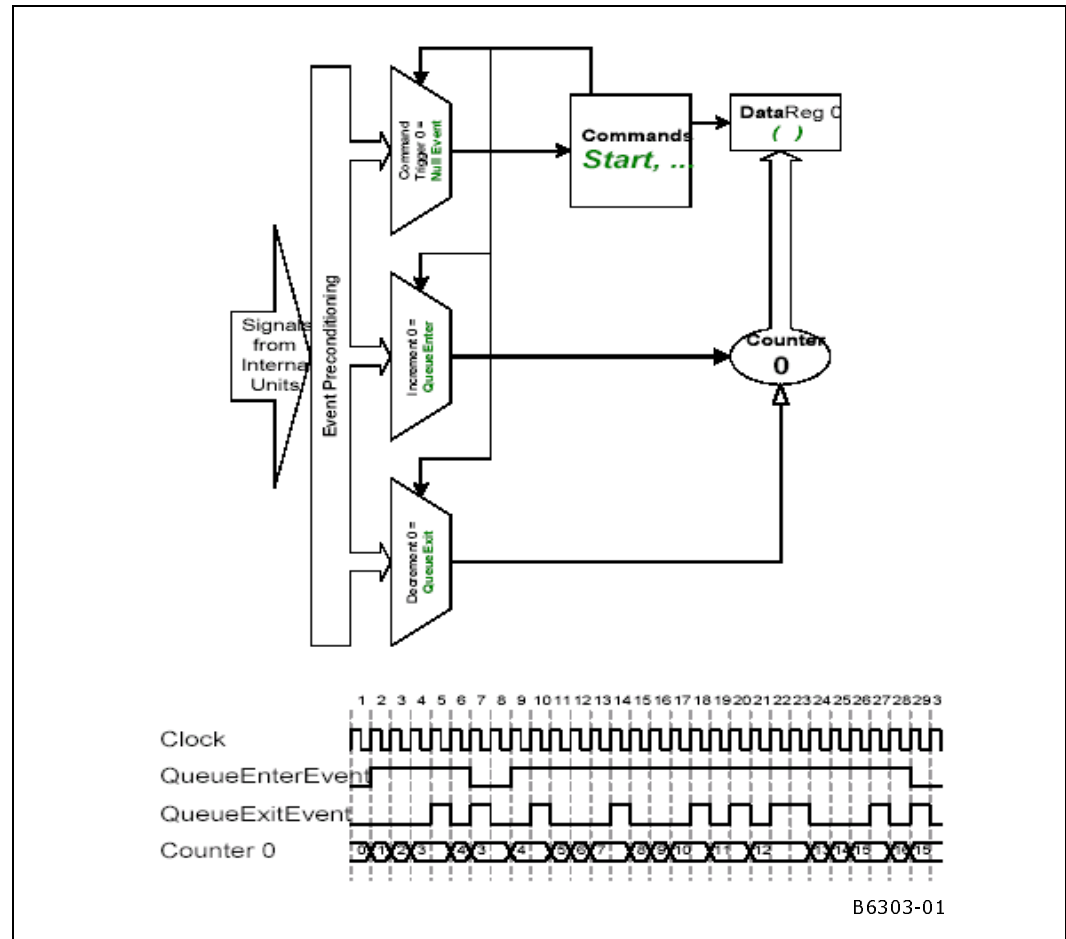 Command
Trigger 0 =
Null Event
Commands
Start, ...
DataReg 0
( )
Event Preconditioning
Signals
from
Interna
Units
Increment 0 =
QueueEnter
Counter
0
Decrement 0 =
QueueExit
1 2 3 4 5 6 7 8 9 10 11 12 13 14 15 16 17 18 19 20 21 22 23 24 25 26 27 28 29 3
Clock
QueueEnterEvent
QueueExitEvent
Counter 0 0 1 2 3 4 3 4 5 6 7 8 9 10 11 12 13 14 15 16 15
B6303-01